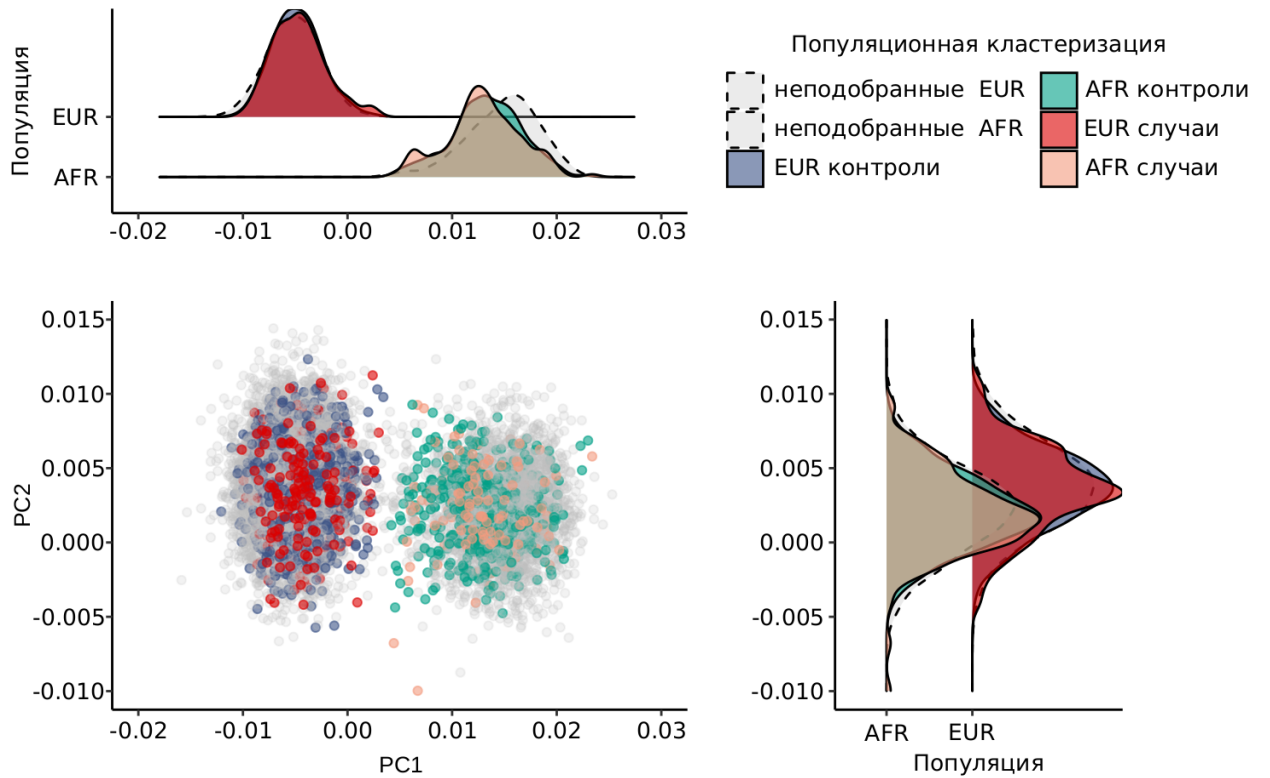 Популяция
EUR
AFR
-0.02 -0.01 0.00 0.01 0.02 0.03
Популяционная кластеризация
неподобранные EUR
неподобранные AFR
EUR контроли
AFR контроли
EUR случаи
AFR случаи
PC2
0.015
0.010
0.005
0.000
-0.005
-0.010
-0.02 -0.01 0.00 0.01 0.02 0.03
PC1
0.015
0.010
0.005
0.000
-0.005
-0.010
AFR EUR
Популяция